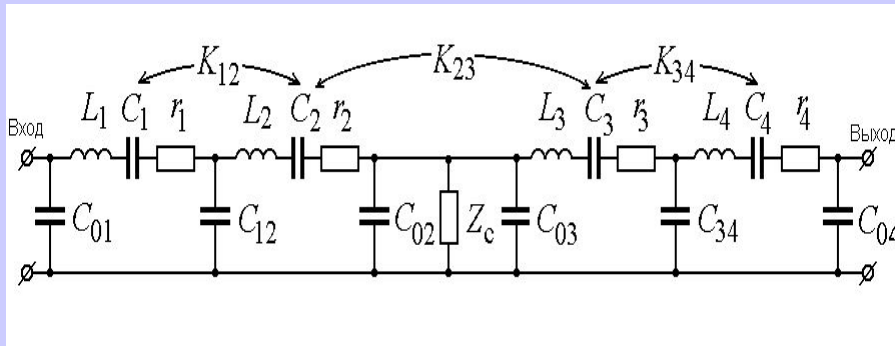 K12 K23 K34
L1 C1 r1 L2 C2 r2 L3 C3 r3 L4 C4 r4
Вход Выход
C01 C12 C02 Zc C03 C34 C04